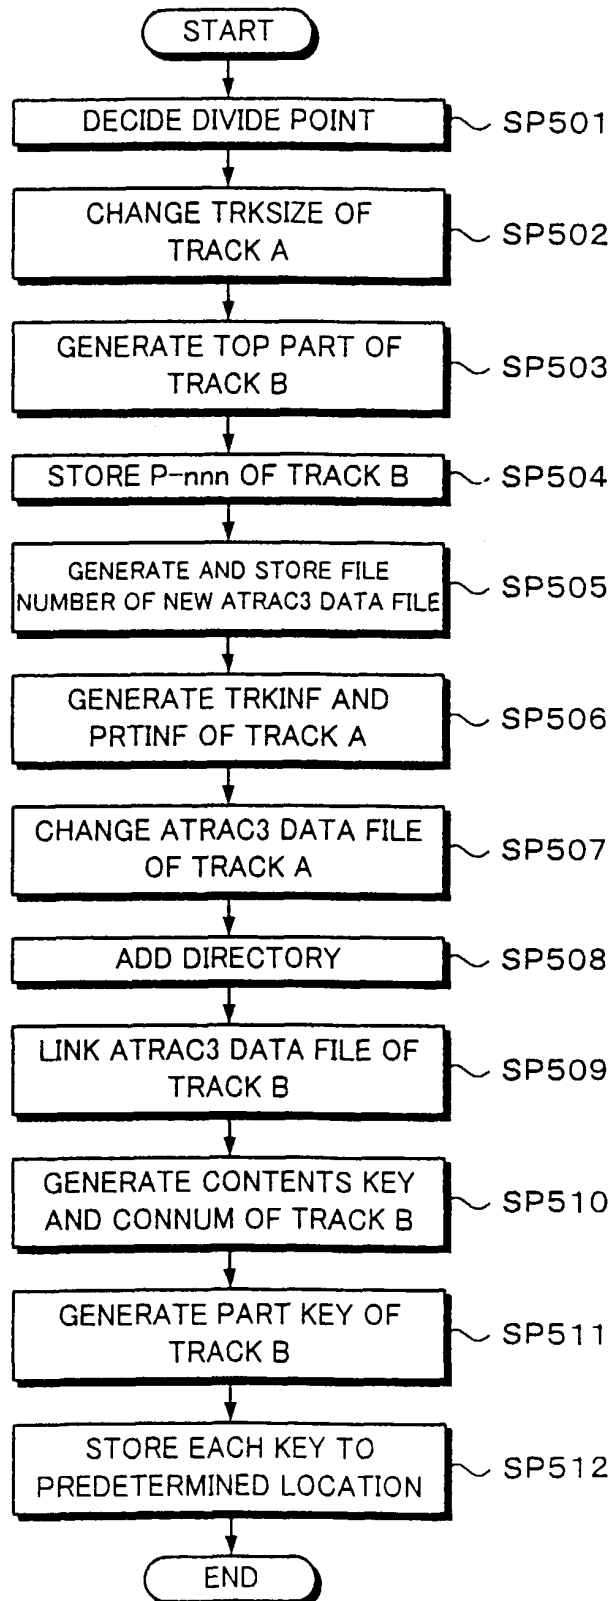 START
DECIDE DIVIDE POINT
SP501
CHANGE TRKSIZE OF
TRACK A
SP502
GENERATE TOP PART OF
TRACK B
SP503
STORE P-nnn OF TRACK B
SP504
GENERATE AND STORE FILE
NUMBER OF NEW ATRAC3 DATA FILE
SP505
GENERATE TRKINF AND
PRTINF OF TRACK A
SP506
CHANGE ATRAC3 DATA FILE
OF TRACK A
SP507
ADD DIRECTORY
SP508
LINK ATRAC3 DATA FILE OF
TRACK B
SP509
GENERATE CONTENTS KEY
AND CONNUM OF TRACK B
SP510
GENERATE PART KEY OF
TRACK B
SP511
STORE EACH KEY TO
PREDETERMINED LOCATION
SP512
END